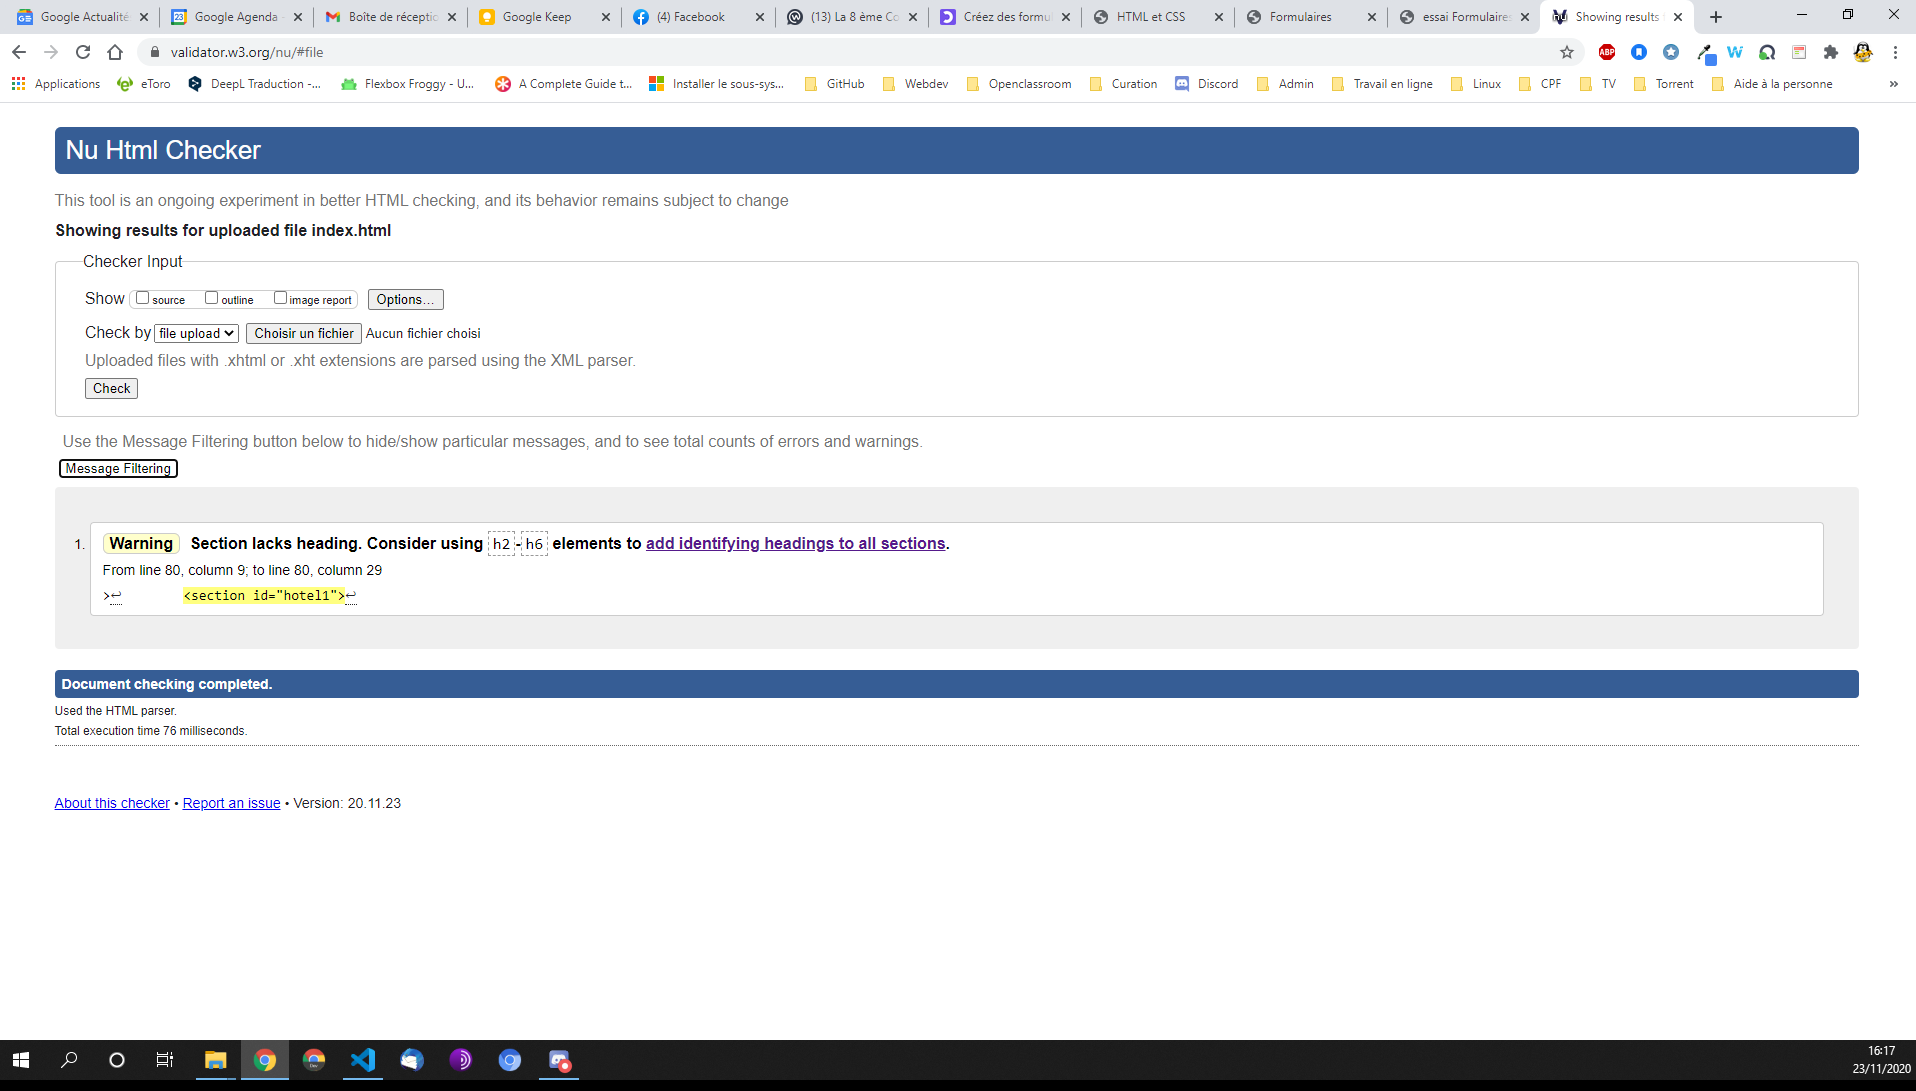 Google Actualité
Google Agenda -
Boîte de réceptio
Google Keep
(4) Facebook
(13) La 8 ème Co
Créez des formul
HTML et CSS
Formulaires
essai Formulaires
Showing results f
validator.w3.org/nu/#file
Applications
eToro
DeepL Traduction -...
Flexbox Froggy - U...
A Complete Guide t...
Installer le sous-sys...
GitHub
Webdev
Openclassroom
Curation
Discord
Admin
Travail en ligne
Linux
CPF
TV
Torrent
Aide à la personne
»
Nu Html Checker
This tool is an ongoing experiment in better HTML checking, and its behavior remains subject to change
Showing results for uploaded file index.html
Checker Input
Show source outline image report Options...
Check by file upload Choisir un fichier Aucun fichier choisi
Uploaded files with .xhtml or .xht extensions are parsed using the XML parser.
Check
Use the Message Filtering button below to hide/show particular messages, and to see total counts of errors and warnings.
Message Filtering
1. Warning Section lacks heading. Consider using h2-h6 elements to add identifying headings to all sections.
From line 80, column 9; to line 80, column 29
>↩ <section id="hotel1">↩
Document checking completed.
Used the HTML parser.
Total execution time 76 milliseconds.
About this checker • Report an issue • Version: 20.11.23
16:17
23/11/2020